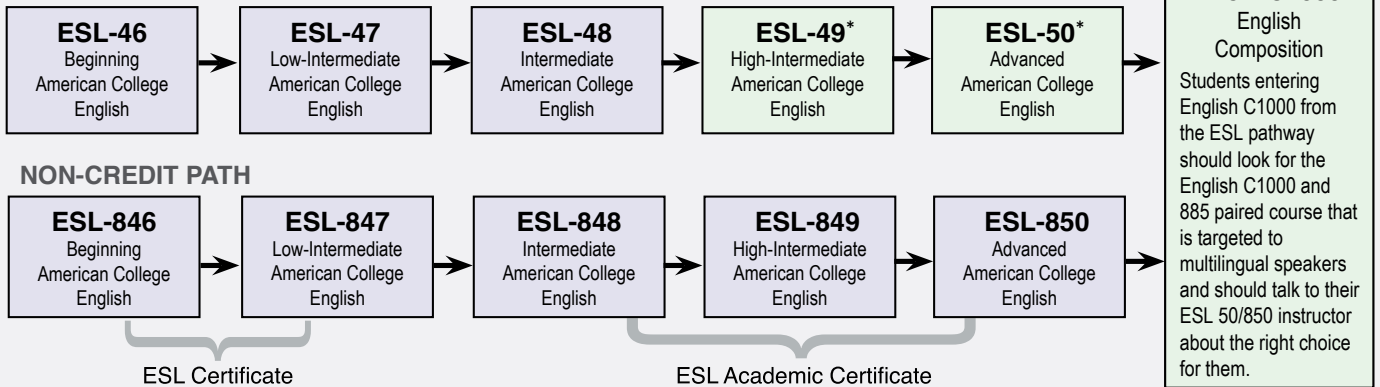 ESL-46
Beginning
American College
English
ESL-47
Low-Intermediate
American College
English
ESL-48
Intermediate
American College
English
ESL-49*
High-Intermediate
American College
English
ESL-50*
Advanced
American College
English
English
Composition
Students entering
English C1000 from
the ESL pathway
should look for the
English C1000 and
885 paired course that
is targeted to
multilingual speakers
and should talk to their
ESL 50/850 instructor
about the right choice
for them.
NON-CREDIT PATH
ESL-846
Beginning
American College
English
ESL-847
Low-Intermediate
American College
English
ESL-848
Intermediate
American College
English
ESL-849
High-Intermediate
American College
English
ESL-850
Advanced
American College
English
ESL Certificate
ESL Academic Certificate